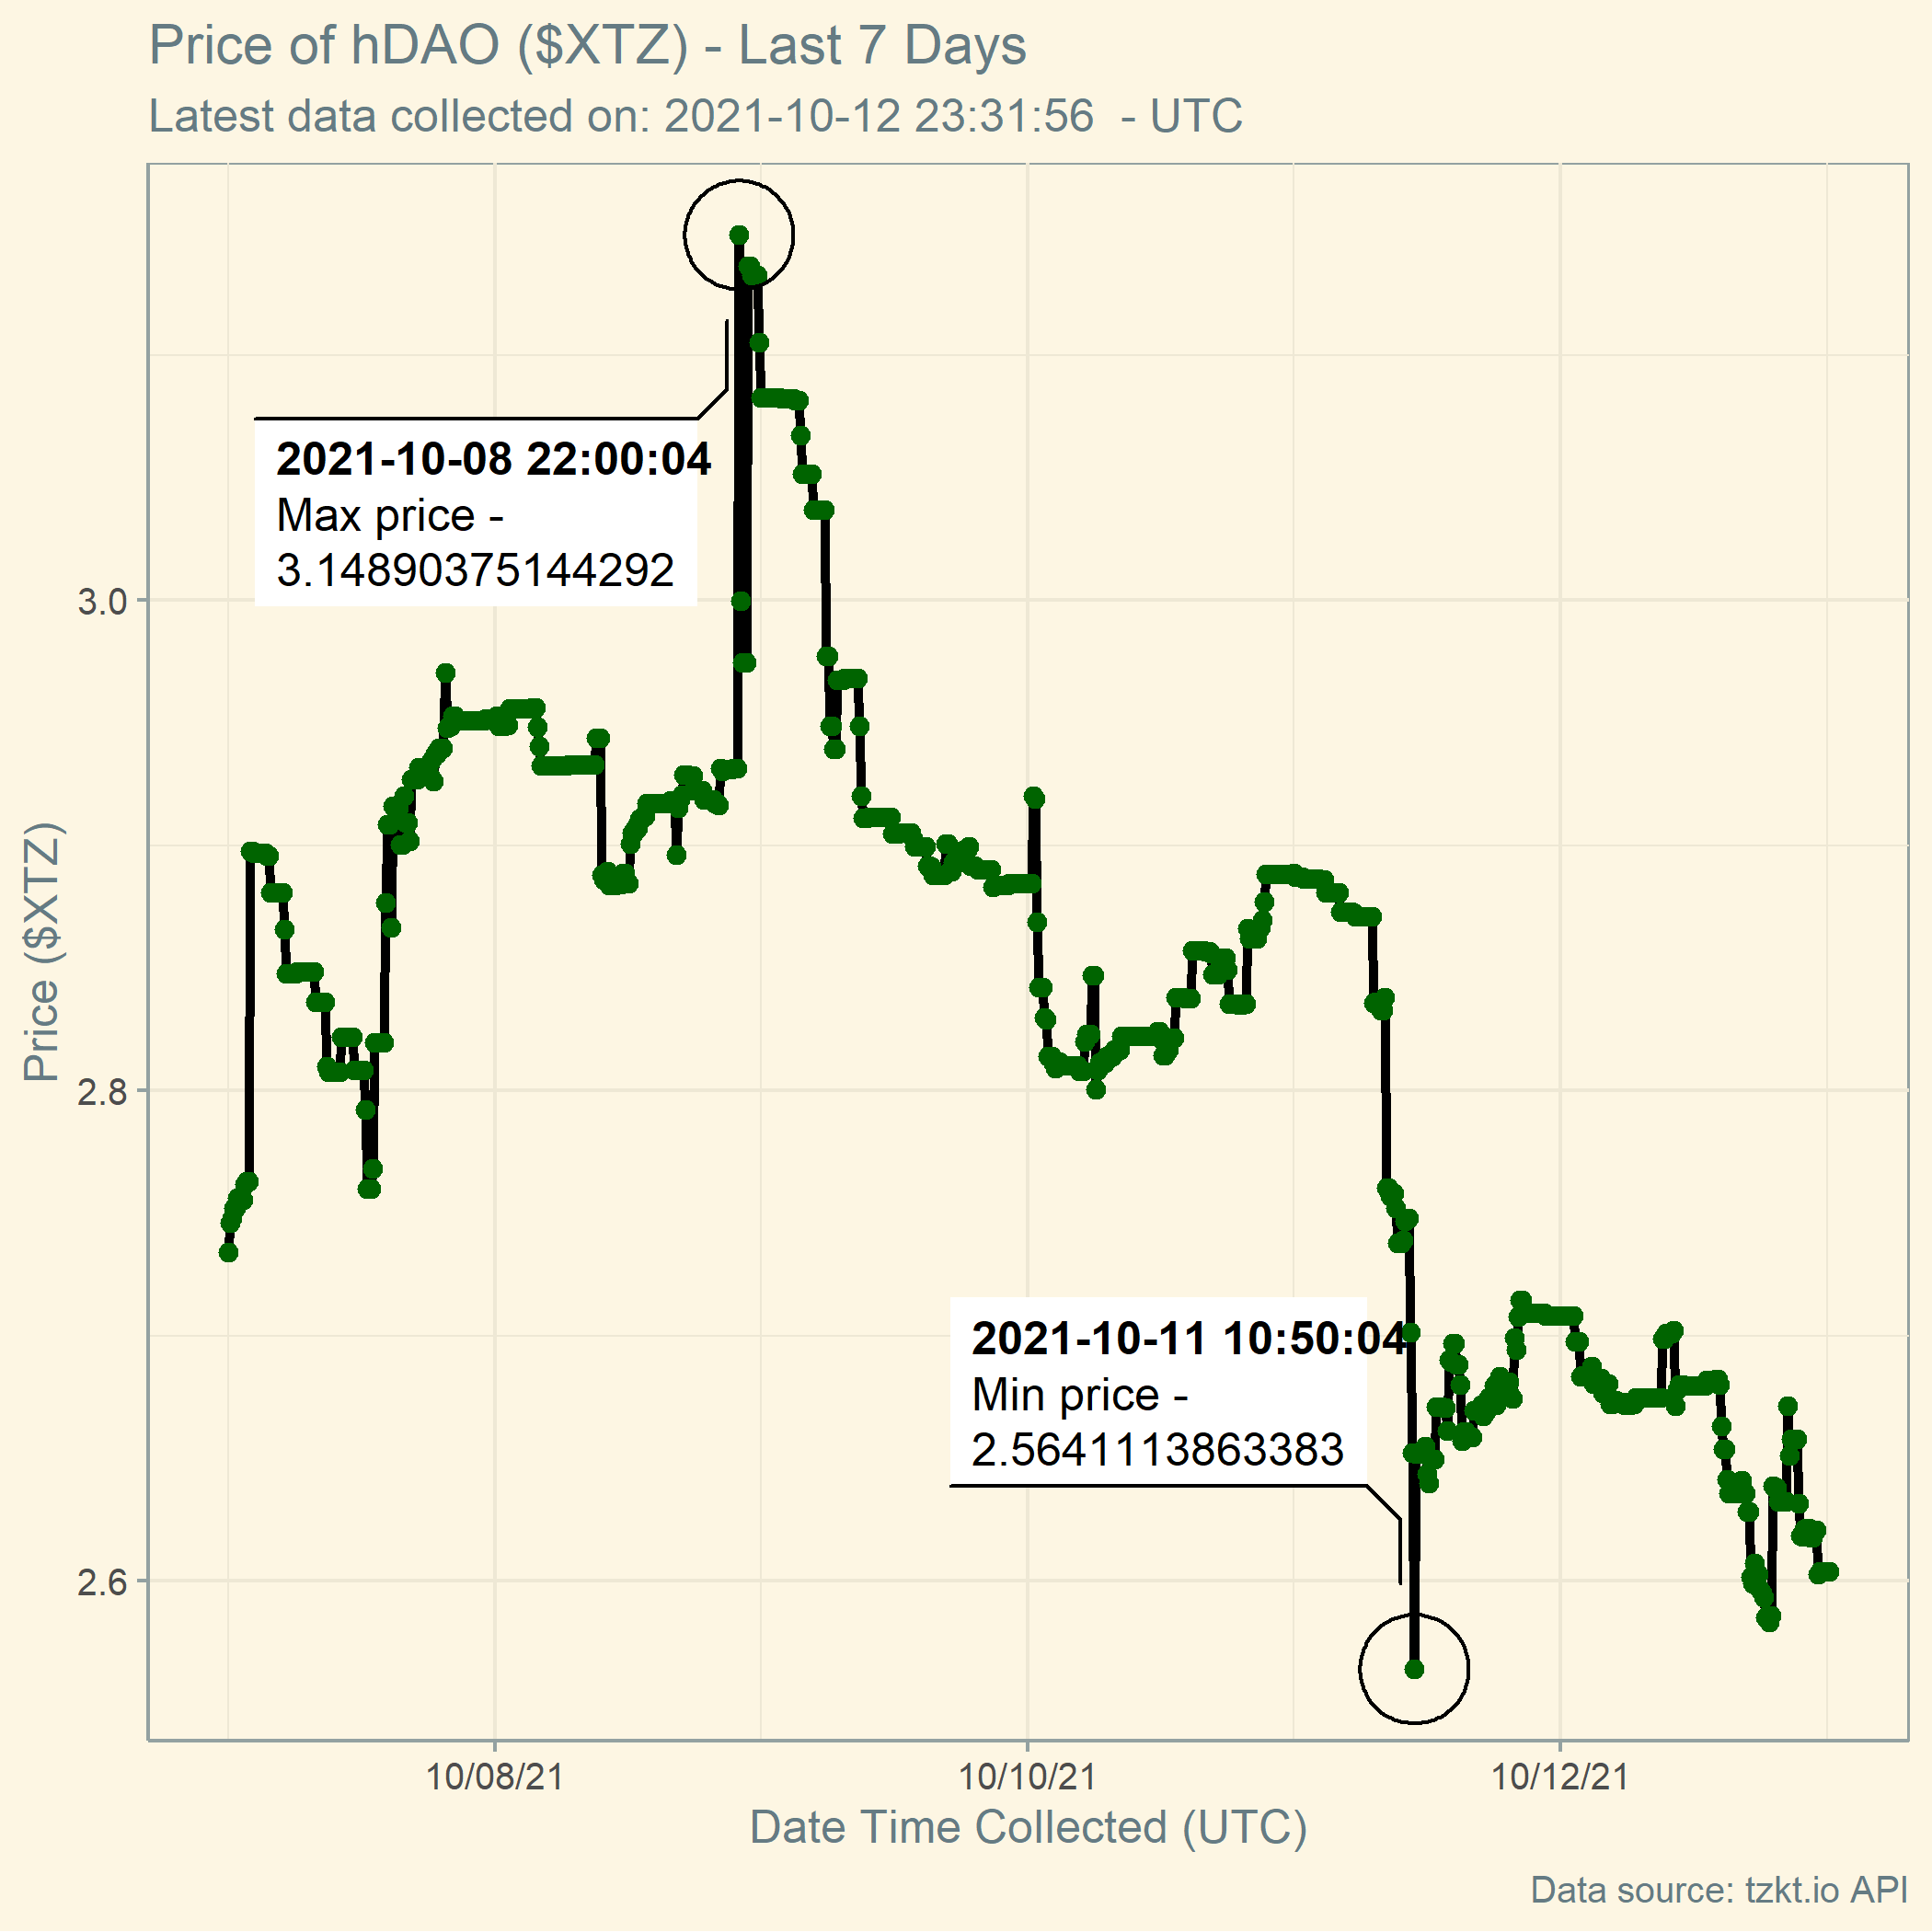 Price of hDAO ($XTZ) - Last 7 Days
Latest data collected on: 2021-10-12 23:31:56  - UTC
2021-10-08 22:00:04
Max price -
3.14890375144292
3.0
2.8
2.6
Price ($XTZ)
2021-10-11 10:50:04
Min price -
2.5641113863383
10/08/21
10/10/21
10/12/21
Date Time Collected (UTC)
Data source: tzkt.io API